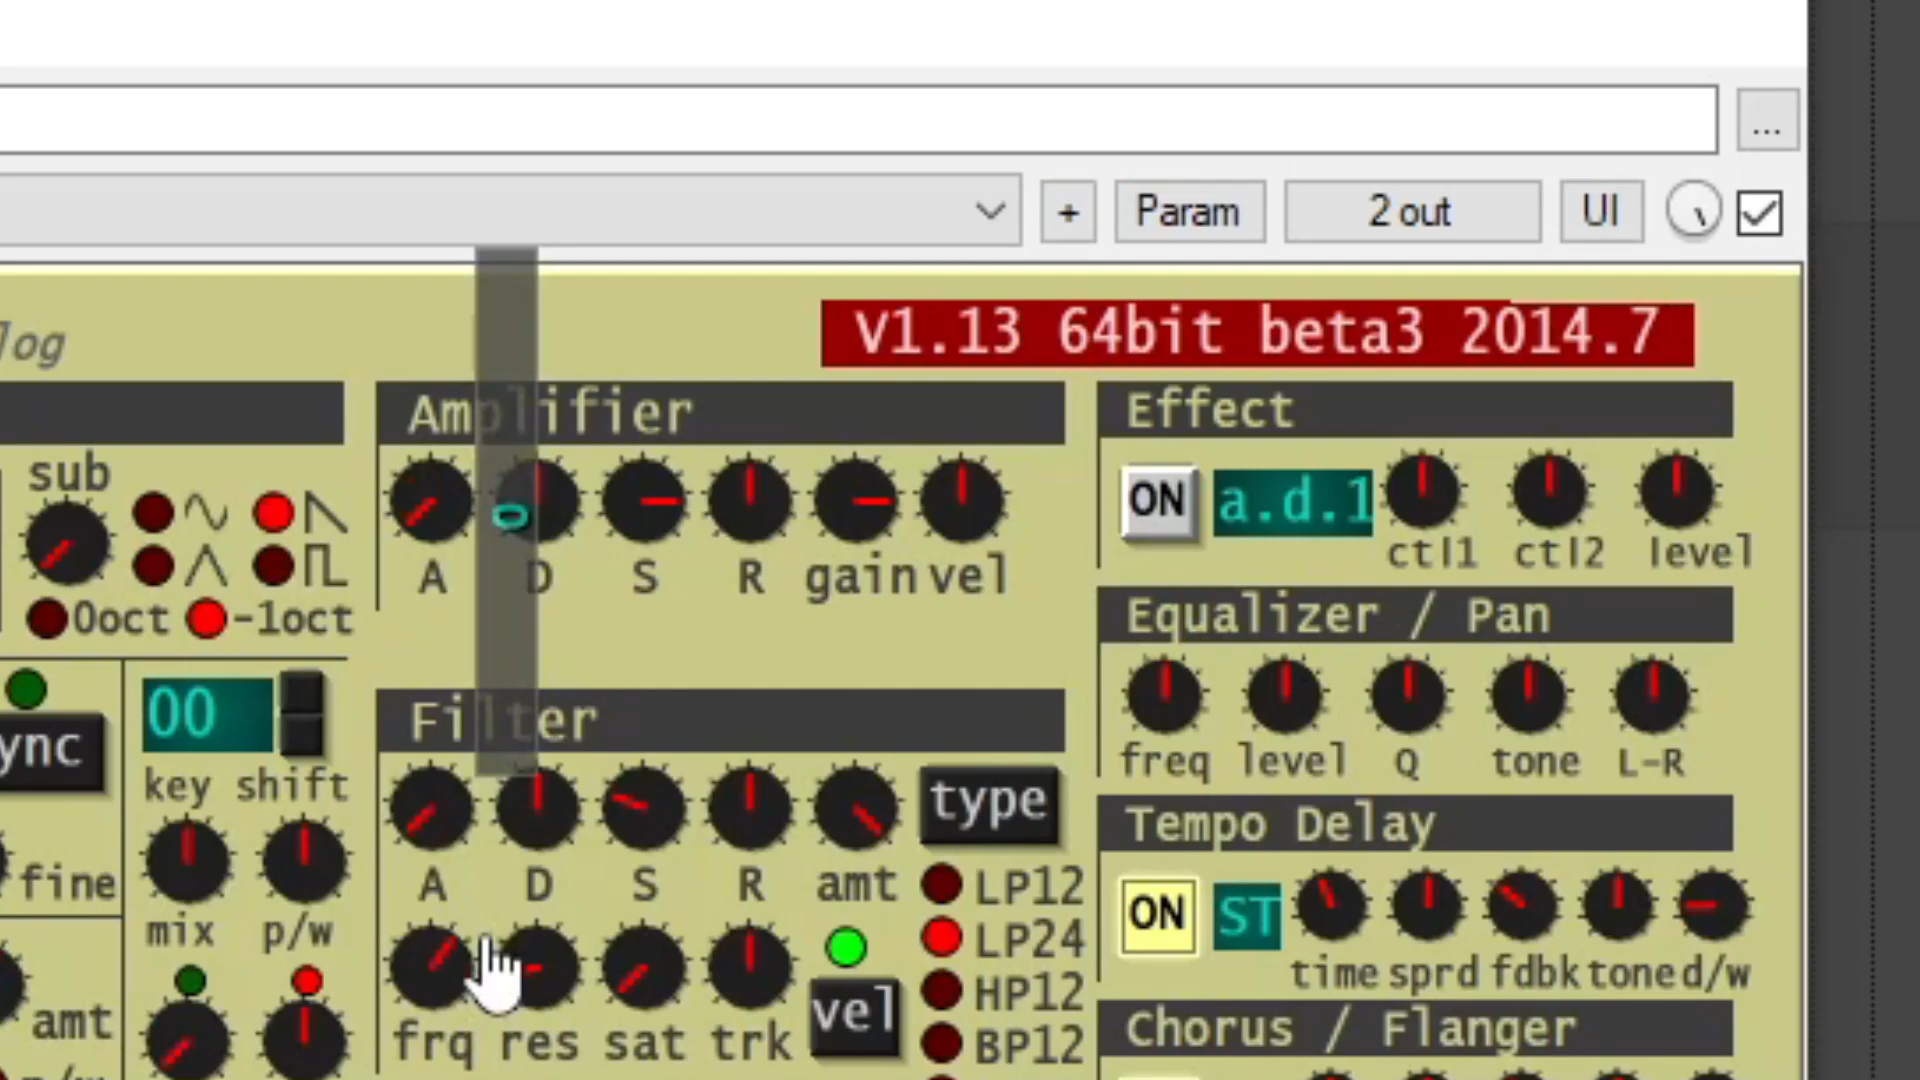 ...
+ Param 2 out UI
log
V1.13 64bit beta3 2014.7
Amplifier
Effect
sub
ON a.d.1
0
A D S R gain vel
ctl1 ctl2 level
0oct -1oct
Equalizer / Pan
00
Filter
ync
type
freq level Q tone L-R
key shift
Tempo Delay
fine
A D S R amt
LP12
ON ST
mix p/w
LP24
time sprd fdbk tone d/w
HP12
vel
amt
frq res sat trk
BP12
Chorus / Flanger
p/w